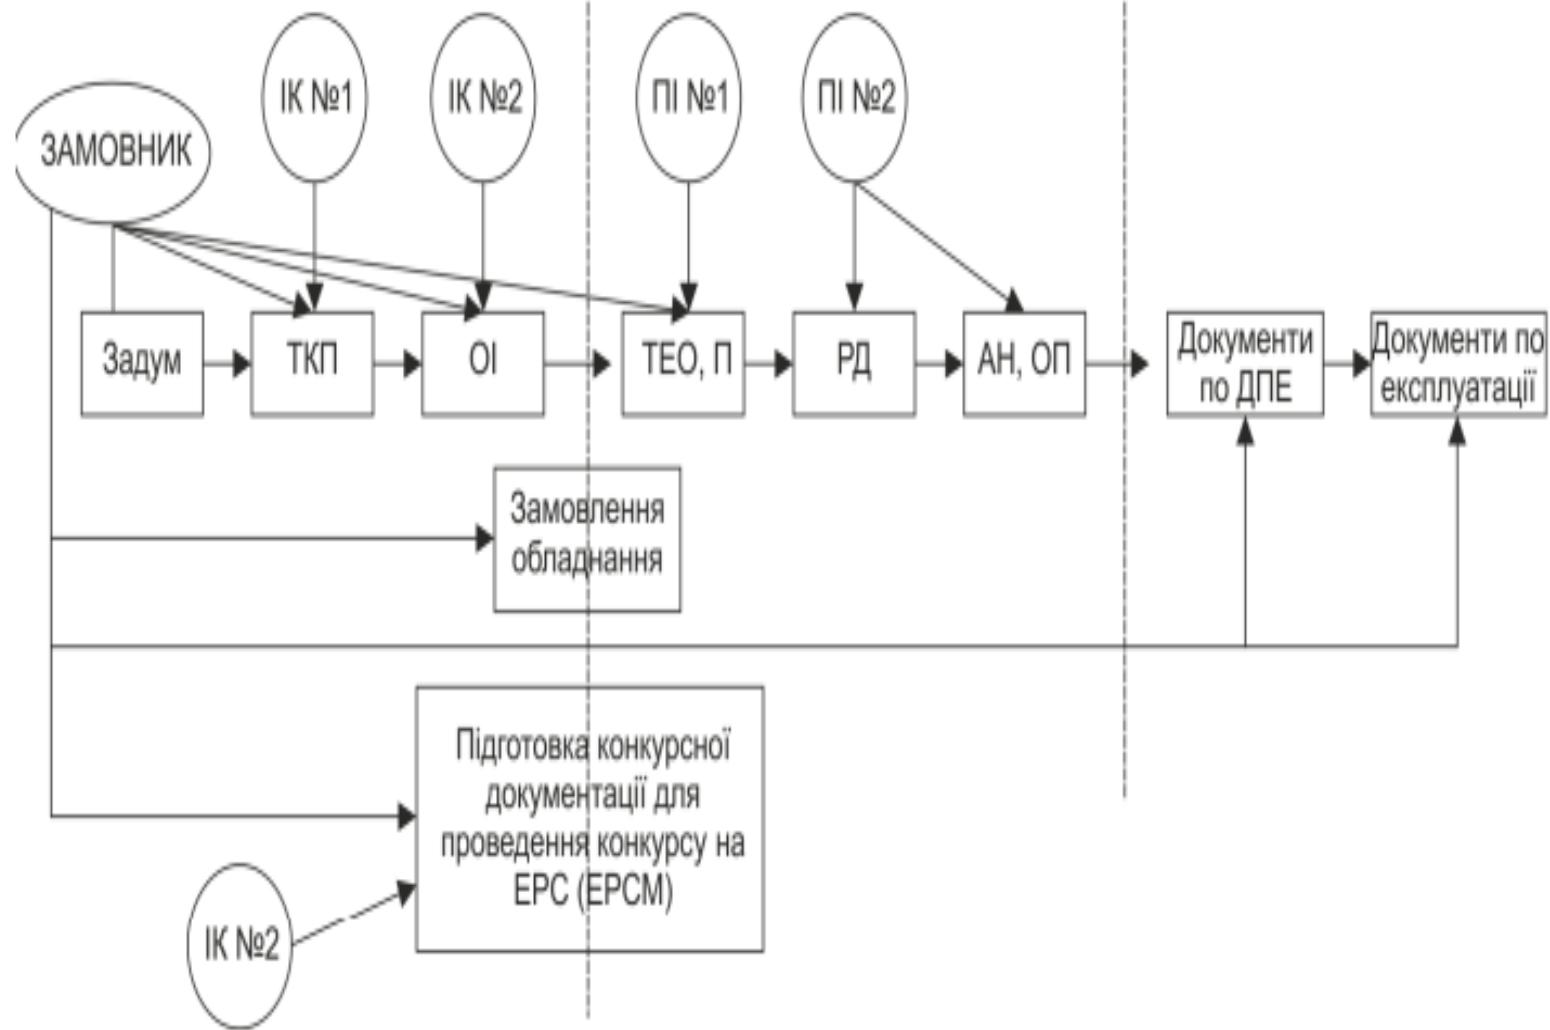 ІК №1
ІК №2
ПІ №1
ПІ №2
ЗАМОВНИК
Задум
ТКП
ОІ
ТЕО, П
РД
АН, ОП
Документи
по ДПЕ
Документи по
експлуатації
Замовлення
обладнання
Підготовка конкурсної
документації для
проведення конкурсу на
ЕРС (ЕРСМ)
ІК №2